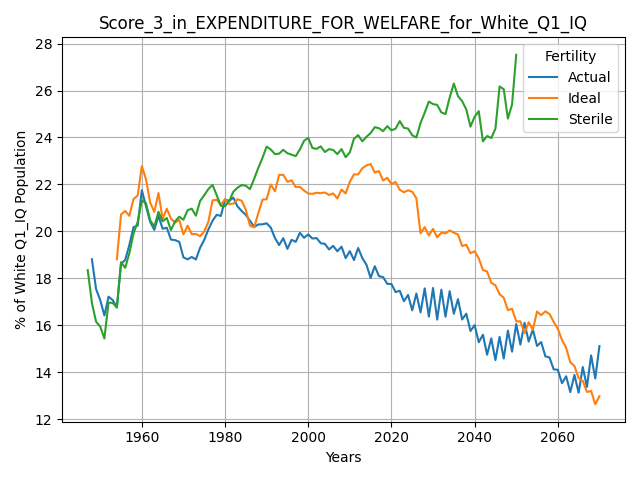 Score_3_in_EXPENDITURE_FOR_WELFARE_for_White_Q1_IQ
Fertility
Actual
Ideal
Sterile
% of White Q1_IQ Population
28
26
24
22
20
18
16
14
12
1960
1980
2000
2020
2040
2060
Years